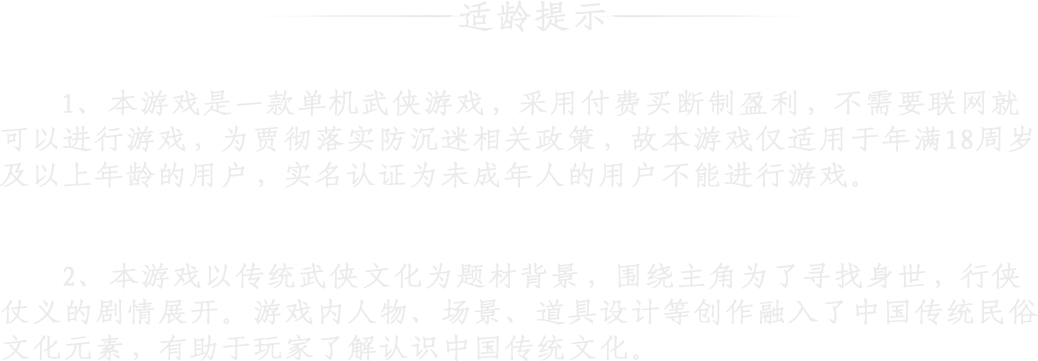 适龄提示
1、本游戏是一款单机武侠游戏，采用付费买断制盈利，不需要联网就
可以进行游戏，为贾彻落实防沉迷相关政策，故本游戏仅适用于年满18周岁
及以上年龄的用户，实名认证为未成年人的用户不能进行游戏。
2、本游戏以传统武侠文化为题材背景，围绕主角为了寻找身世，行侠
仗义的剧情展开。游戏内人物、场景、道具设计等创作融入了中国传统民俗
文化元素，有助于玩家了解认识中国传统文化。